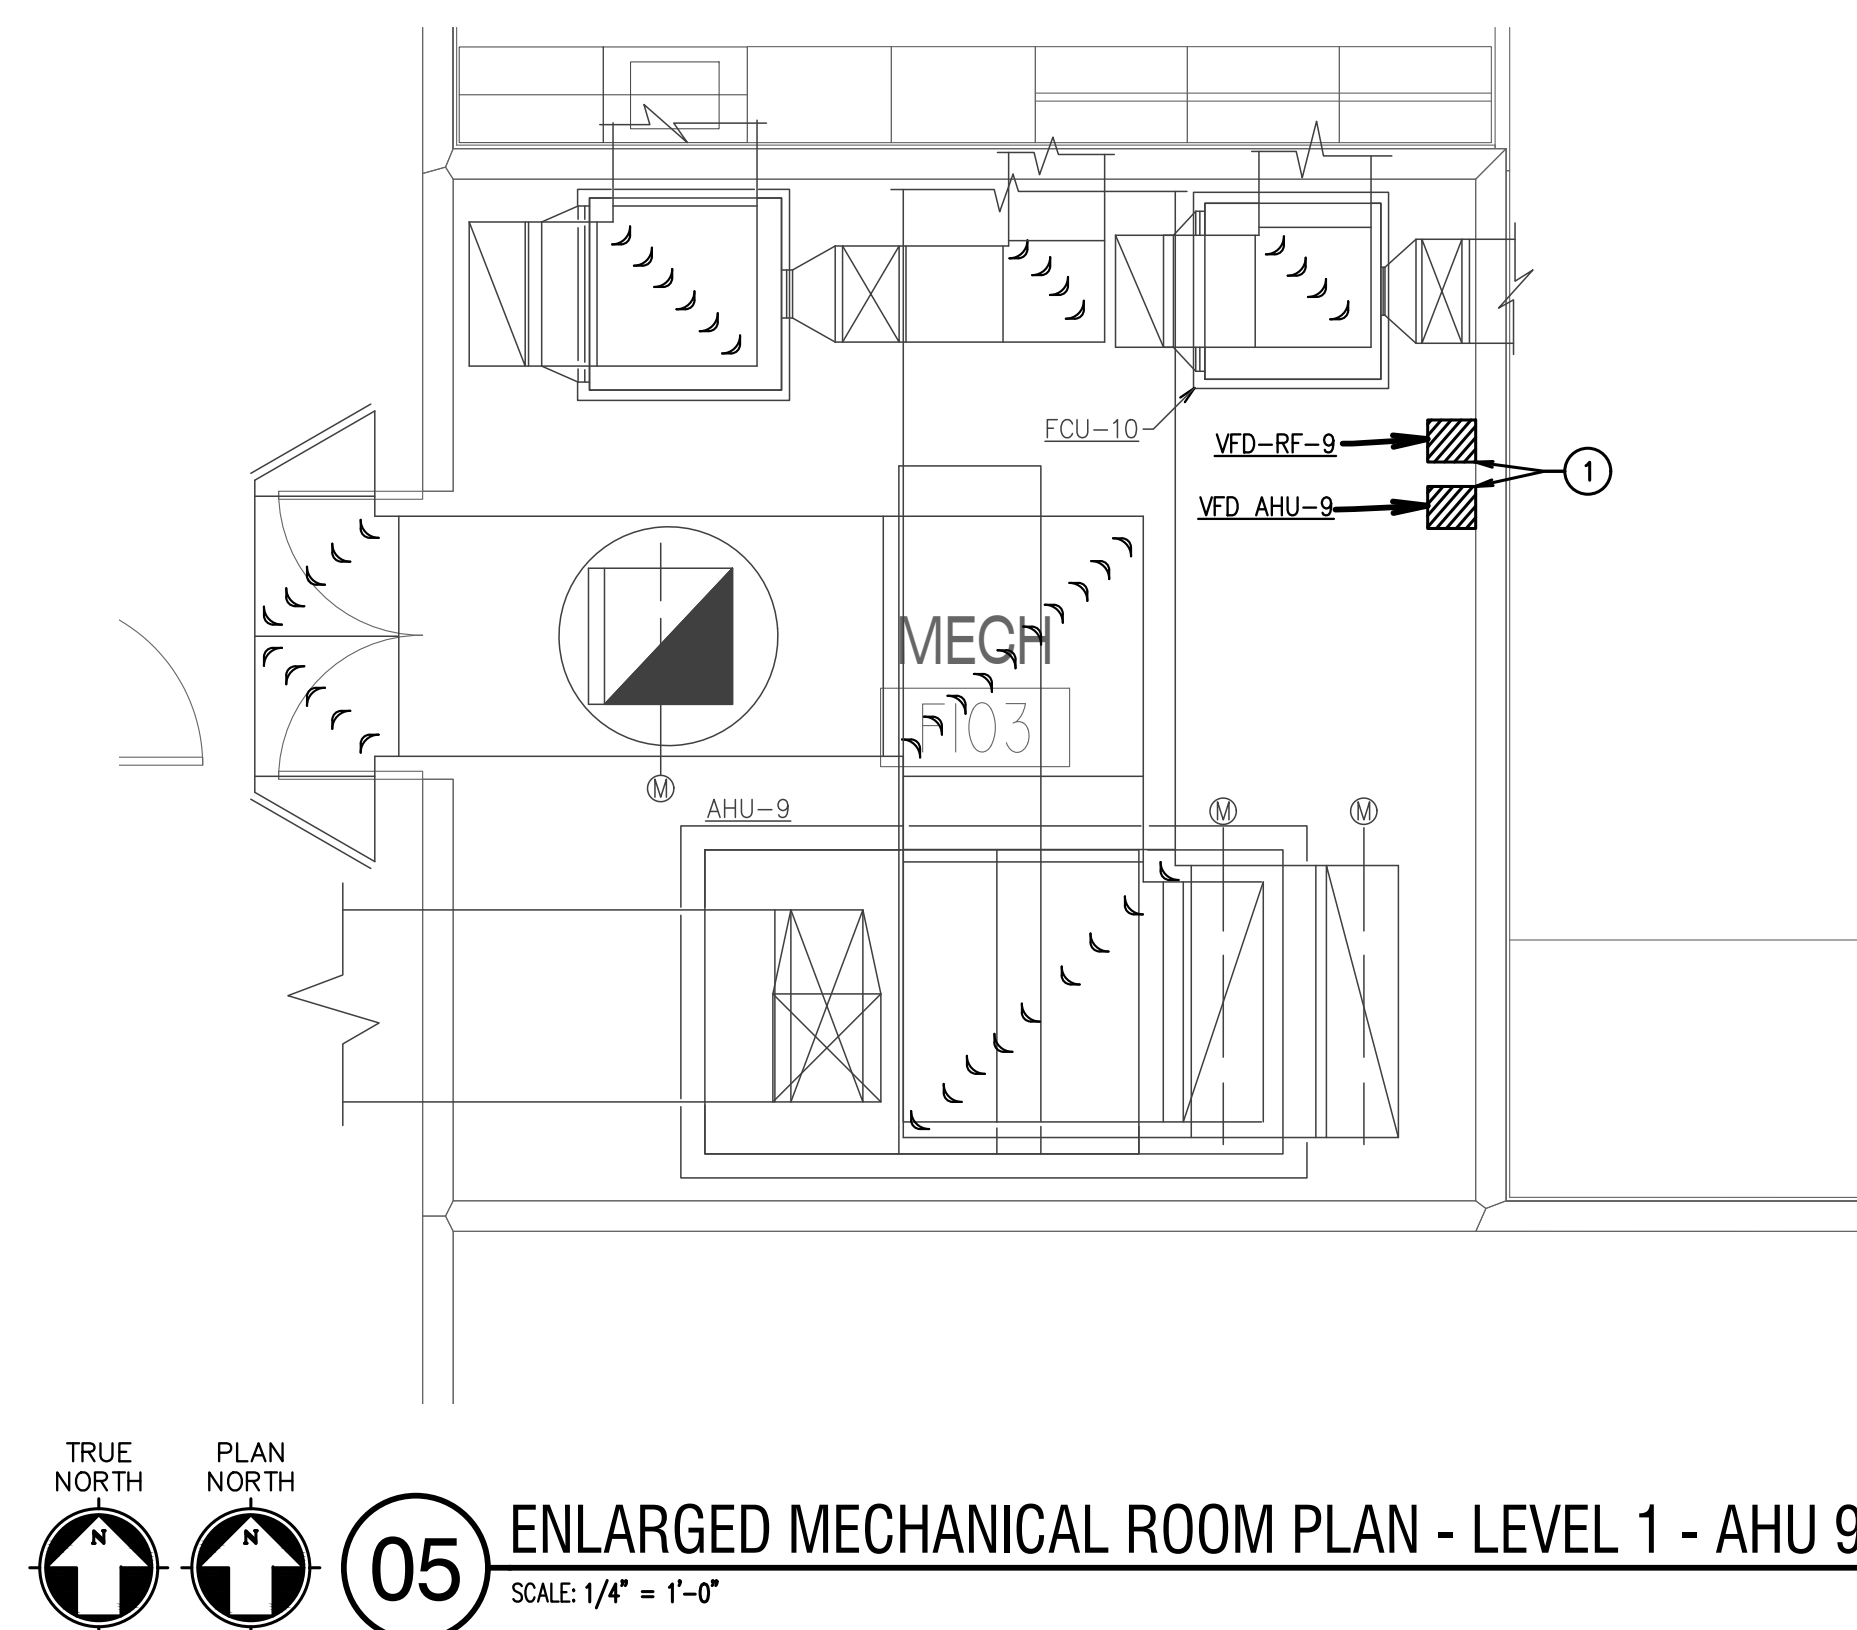 FCU-10
VFD-RF-9
1
VFD AHU-9
MECH
F103
M
AHU-9
M
M
TRUE
NORTH
PLAN
NORTH
N
N
05
ENLARGED MECHANICAL ROOM PLAN - LEVEL 1 - AHU 9
SCALE: 1/4" = 1'-0"